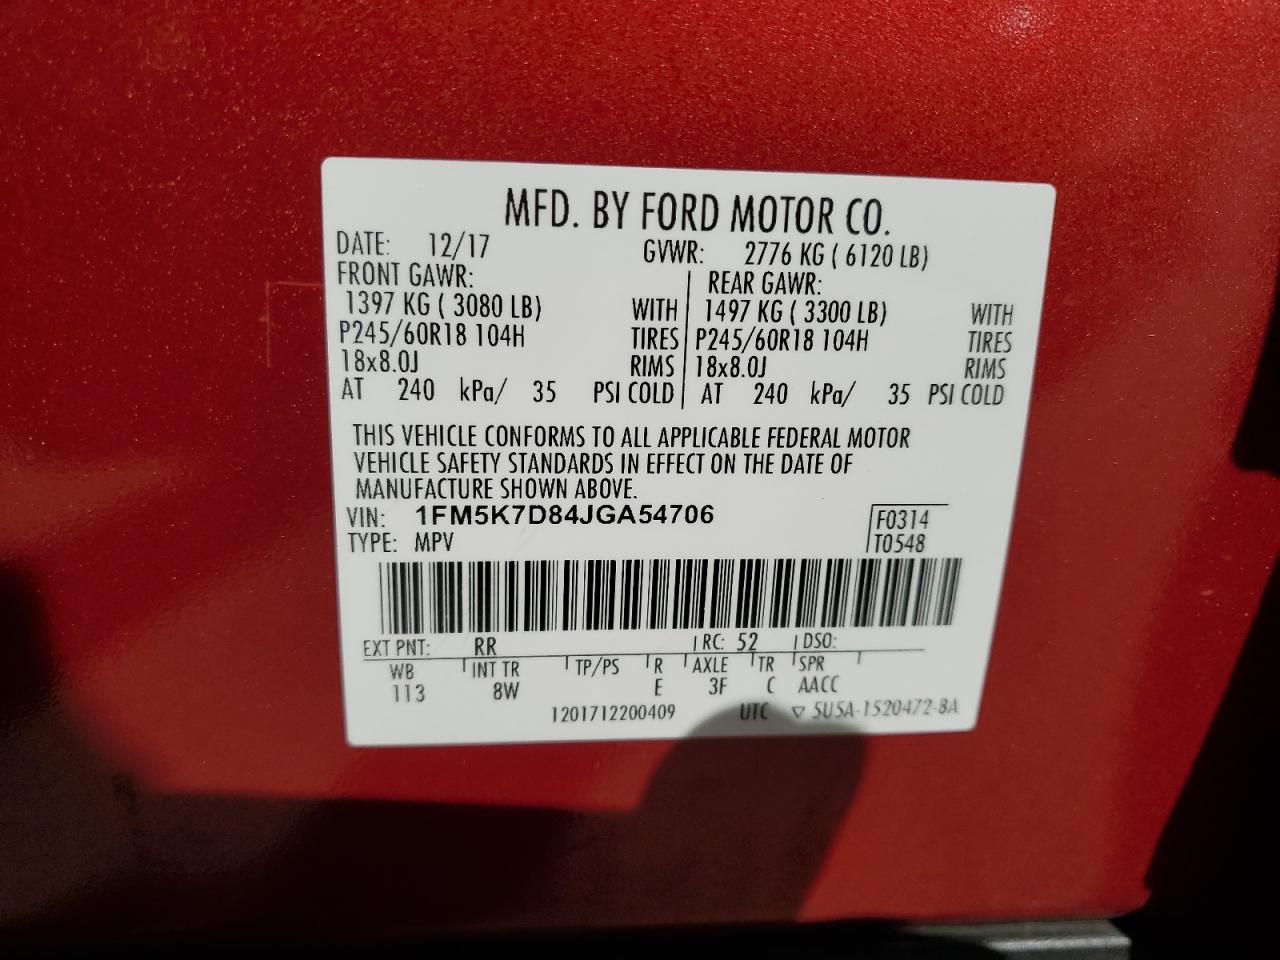 MFD. BY FORD MOTOR CO.
DATE: 12/17 GVWR: 2776 KG ( 6120 LB)
FRONT GAWR: REAR GAWR:
1397 KG ( 3080 LB) WITH 1497 KG ( 3300 LB) WITH
P245/60R18 104H TIRES P245/60R18 104H TIRES
18x8.0J RIMS 18x8.0J RIMS
AT 240 kPa/ 35 PSI COLD AT 240 kPa/ 35 PSI COLD
THIS VEHICLE CONFORMS TO ALL APPLICABLE FEDERAL MOTOR
VEHICLE SAFETY STANDARDS IN EFFECT ON THE DATE OF
MANUFACTURE SHOWN ABOVE.
VIN: 1FM5K7D84JGA54706 F0314
TYPE: MPV T0548
EXT PNT: RR RC: 52 DSO:
WB INT TR TP/PS R AXLE TR SPR
113 8W E 3F C AACC
1201712200409 UTC ▽ 5U5A-1520472-BA